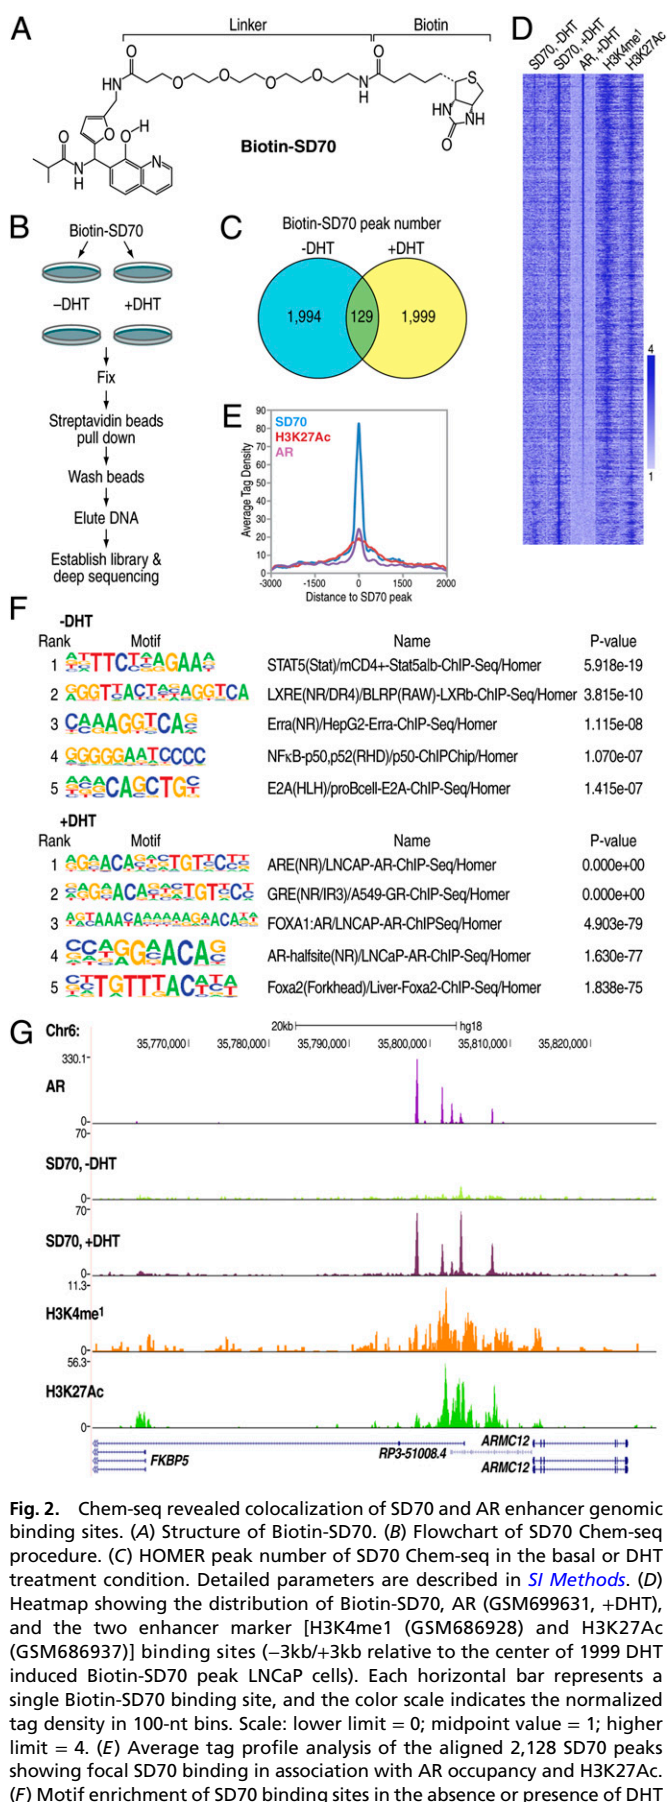 A
Linker
Biotin
O
O
NH
O
O
O
O
N
H
S
HN
NH
O
O
O
H
N
O
N
H
Biotin-SD70
B
Biotin-SD70
–DHT
+DHT
Fix
Streptavidin beads
pull down
Wash beads
Elute DNA
Establish library &
deep sequencing
C
Biotin-SD70 peak number
-DHT
+DHT
1,994
129
1,999
D
SD70, -DHT
SD70, +DHT
AR, +DHT
H3K4me1
H3K27Ac
4
1
E
SD70
H3K27Ac
AR
Average Tag Density
90
80
70
60
50
40
30
20
10
0
-3000 -1500 0 1500 2000
Distance to SD70 peak
F
-DHT
Rank Motif Name P-value
1 STAT5(Stat)/mCD4+-Stat5alb-ChIP-Seq/Homer 5.918e-19
2 LXRE(NR/DR4)/BLRP(RAW)-LXRb-ChIP-Seq/Homer 3.815e-10
3 Erra(NR)/HepG2-Erra-ChIP-Seq/Homer 1.115e-08
4 NFκB-p50,p52(RHD)/p50-ChIPChip/Homer 1.070e-07
5 E2A(HLH)/proBcell-E2A-ChIP-Seq/Homer 1.415e-07
+DHT
Rank Motif Name P-value
1 ARE(NR)/LNCAP-AR-ChIP-Seq/Homer 0.000e+00
2 GRE(NR/IR3)/A549-GR-ChIP-Seq/Homer 0.000e+00
3 FOXA1:AR/LNCAP-AR-ChIPSeq/Homer 4.903e-79
4 AR-halfsite(NR)/LNCaP-AR-ChIP-Seq/Homer 1.630e-77
5 Foxa2(Forkhead)/Liver-Foxa2-ChIP-Seq/Homer 1.838e-75
G
Chr6:
20kb hg18
35,770,000 35,780,000 35,790,000 35,800,000 35,810,000 35,820,000
330.1
AR
0
70
SD70, -DHT
0
70
SD70, +DHT
0
11.3
H3K4me1
0
56.3
H3K27Ac
0
FKBP5
RP3-51008.4
ARMC12
ARMC12
Fig. 2. Chem-seq revealed colocalization of SD70 and AR enhancer genomic
binding sites. (A) Structure of Biotin-SD70. (B) Flowchart of SD70 Chem-seq
procedure. (C) HOMER peak number of SD70 Chem-seq in the basal or DHT
treatment condition. Detailed parameters are described in SI Methods. (D)
Heatmap showing the distribution of Biotin-SD70, AR (GSM699631, +DHT),
and the two enhancer marker [H3K4me1 (GSM686928) and H3K27Ac
(GSM686937)] binding sites (−3kb/+3kb relative to the center of 1999 DHT
induced Biotin-SD70 peak LNCaP cells). Each horizontal bar represents a
single Biotin-SD70 binding site, and the color scale indicates the normalized
tag density in 100-nt bins. Scale: lower limit = 0; midpoint value = 1; higher
limit = 4. (E) Average tag profile analysis of the aligned 2,128 SD70 peaks
showing focal SD70 binding in association with AR occupancy and H3K27Ac.
(F) Motif enrichment of SD70 binding sites in the absence or presence of DHT